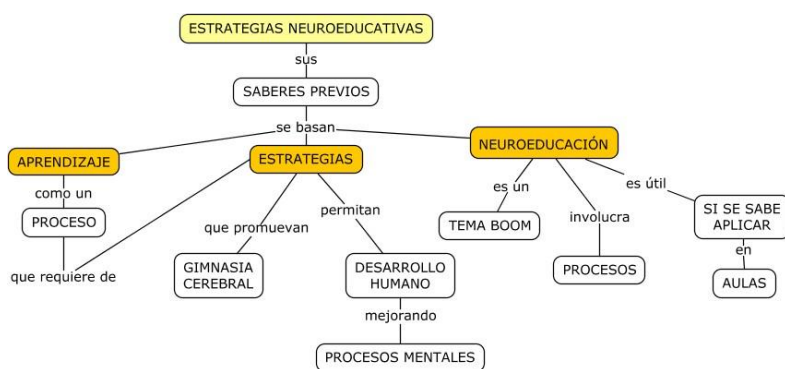 ESTRATEGIAS NEUROEDUCATIVAS
sus
SABERES PREVIOS
se basan
APRENDIZAJE
ESTRATEGIAS
NEUROEDUCACIÓN
como un
PROCESO
que requiere de
que promuevan
GIMNASIA
CEREBRAL
permitan
DESARROLLO
HUMANO
mejorando
PROCESOS MENTALES
es un
TEMA BOOM
involucra
PROCESOS
es útil
SI SE SABE
APLICAR
en
AULAS